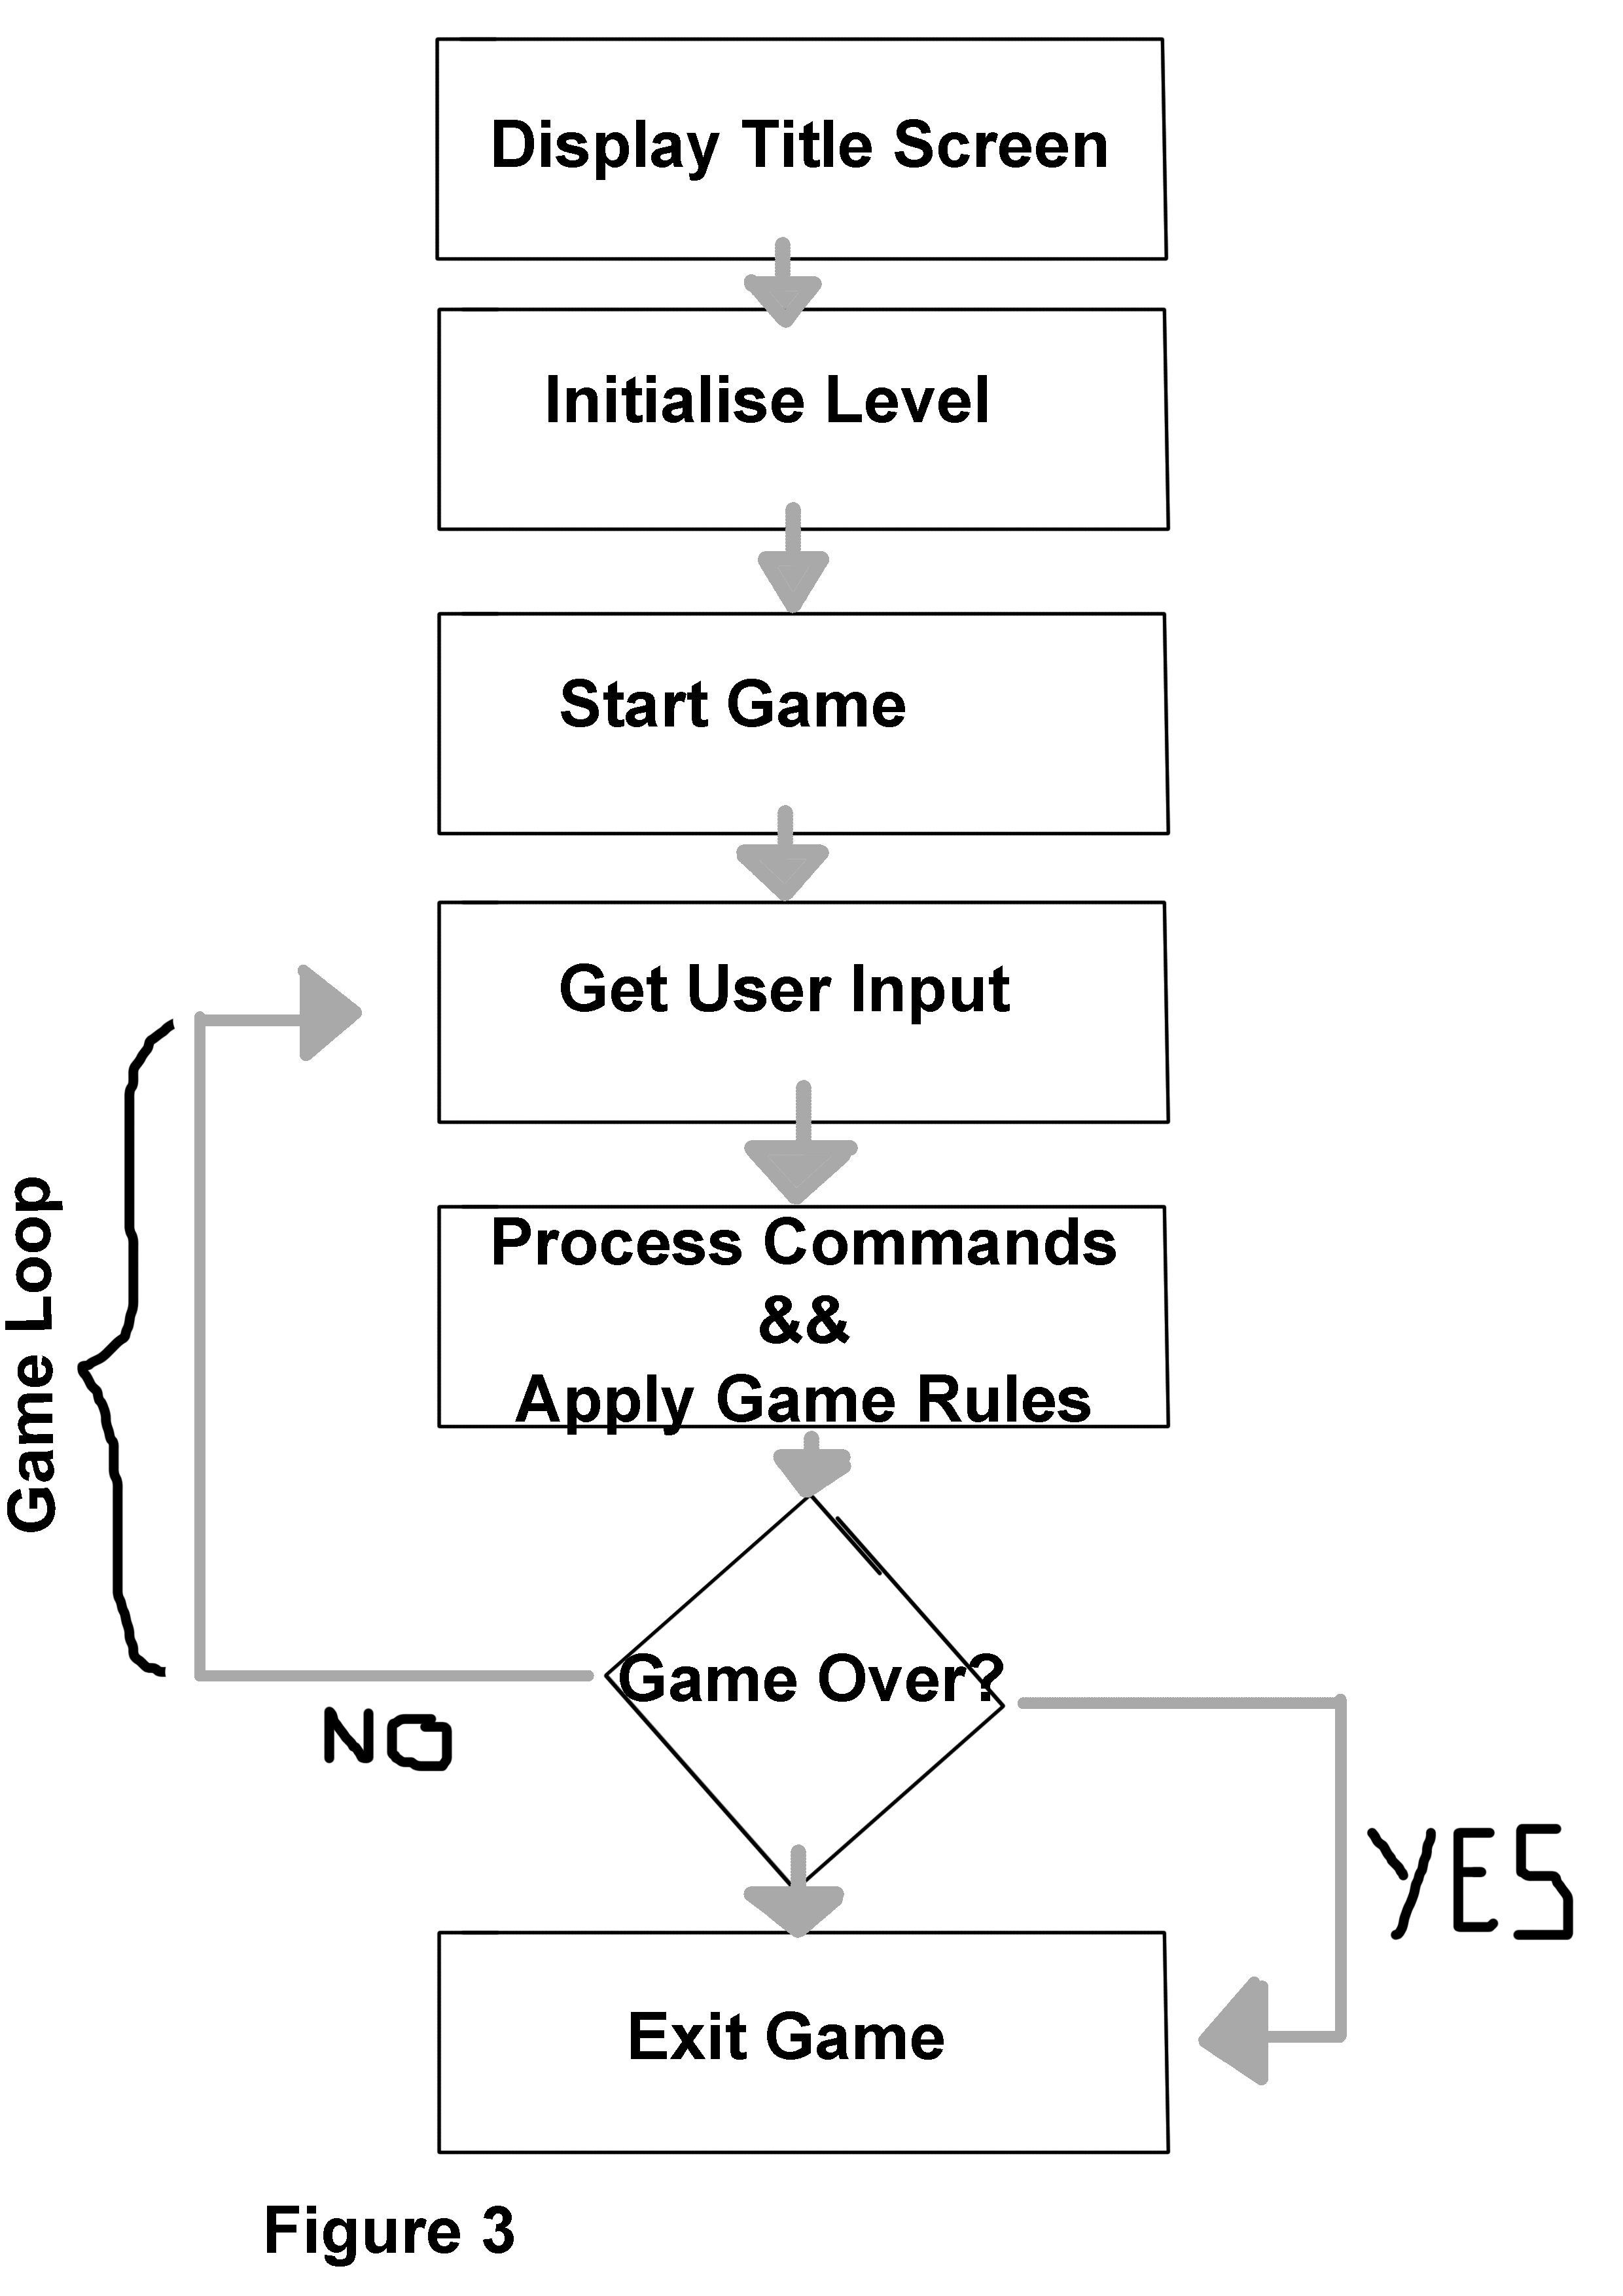 Display Title Screen
Initialise Level
Start Game
Get User Input
Game Loop
Process Commands
&&
Apply Game Rules
Game Over?
NO
YES
Exit Game
Figure 3